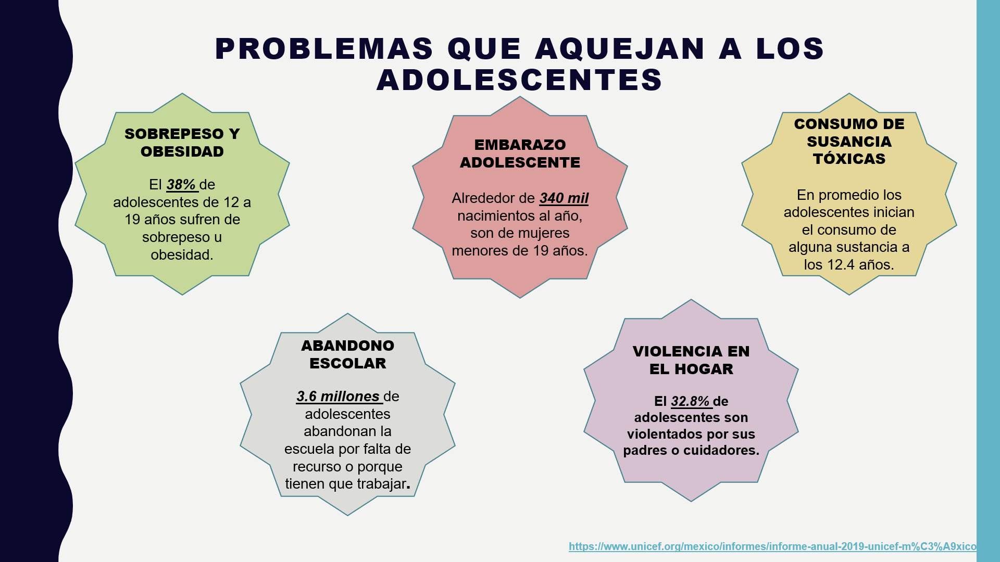 PROBLEMAS QUE AQUEJAN A LOS
ADOLESCENTES
SOBREPESO Y
OBESIDAD
El 38% de
adolescentes de 12 a
19 años sufren de
sobrepeso u
obesidad.
EMBARAZO
ADOLESCENTE
Alrededor de 340 mil
nacimientos al año,
son de mujeres
menores de 19 años.
CONSUMO DE
SUSANCIA
TÓXICAS
En promedio los
adolescentes inician
el consumo de
alguna sustancia a
los 12.4 años.
ABANDONO
ESCOLAR
3.6 millones de
adolescentes
abandonan la
escuela por falta de
recurso o porque
tienen que trabajar.
VIOLENCIA EN
EL HOGAR
El 32.8% de
adolescentes son
violentados por sus
padres o cuidadores.
https://www.unicef.org/mexico/informes/informe-anual-2019-unicef-m%C3%A9xico